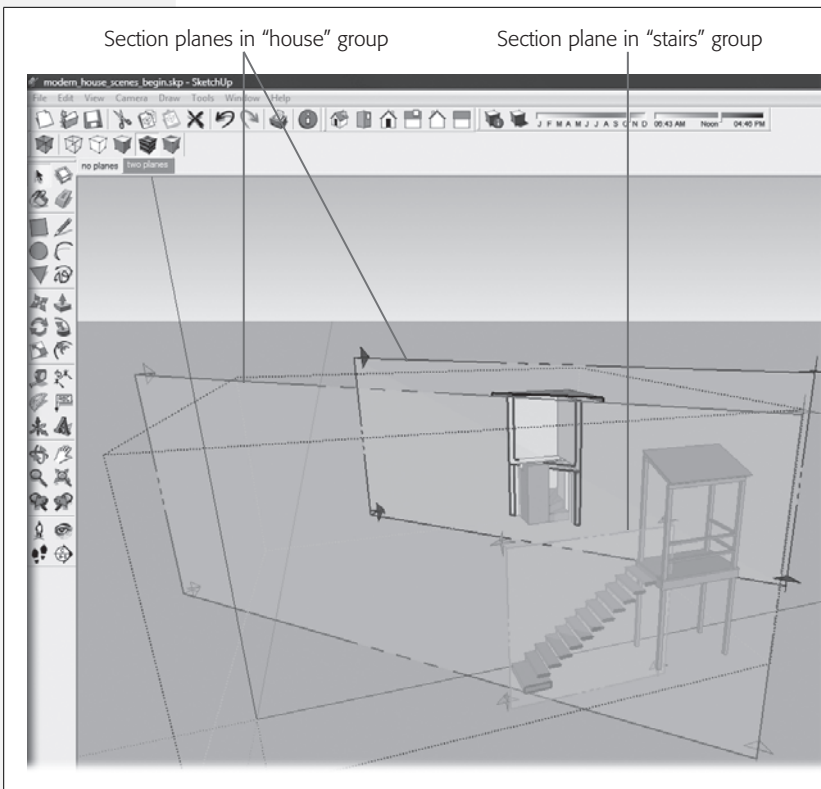 Section planes in “house” group
Section plane in “stairs” group
modern_house_scenes_begin.skp - SketchUp
File Edit View Camera Draw Tools Window Help
J F M A M J J A S O N D 06:43 AM Noon 04:46 PM
no planes two planes